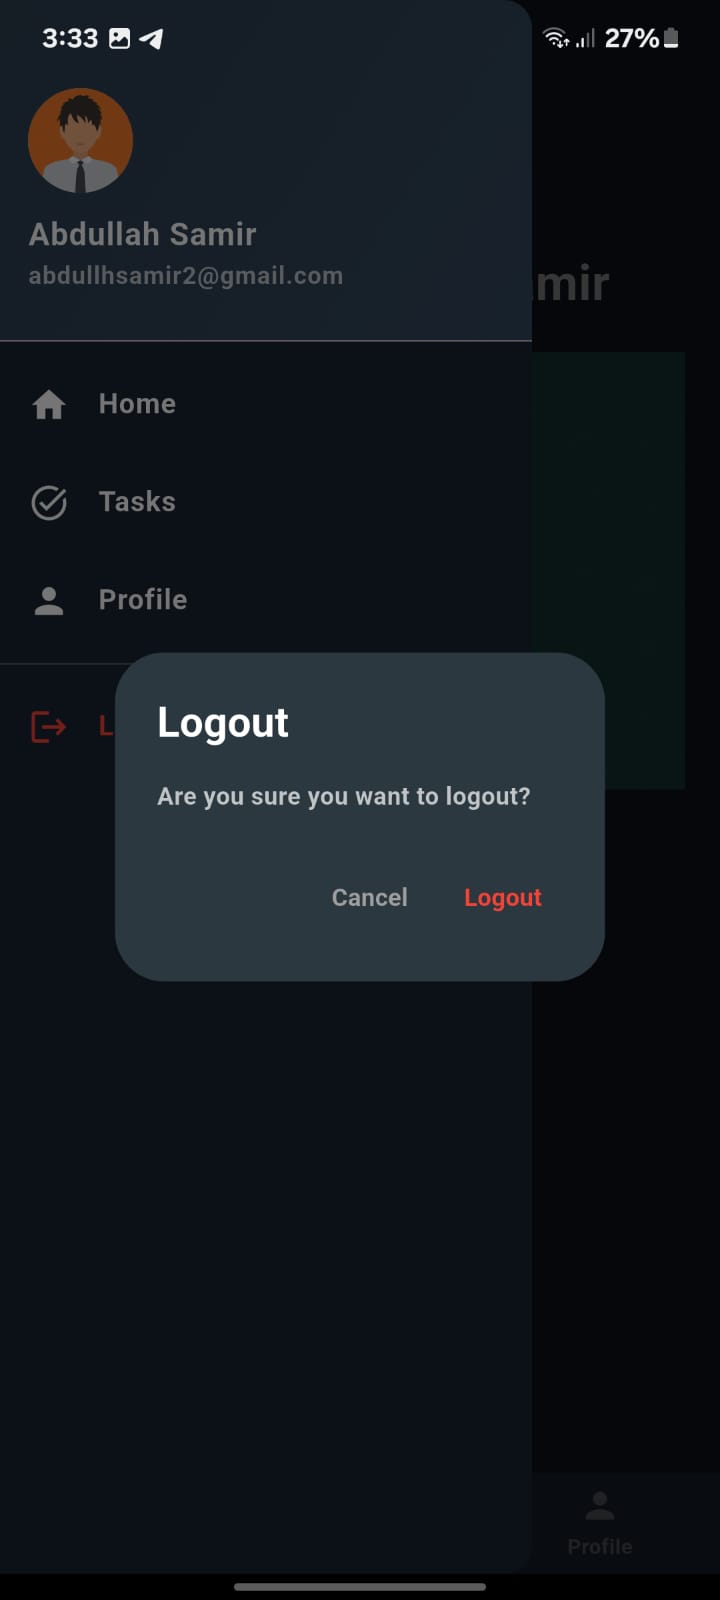 3:33
27%
Abdullah Samir
abdullhsamir2@gmail.com
mir
Home
Tasks
Profile
L
Logout
Are you sure you want to logout?
Cancel Logout
Profile